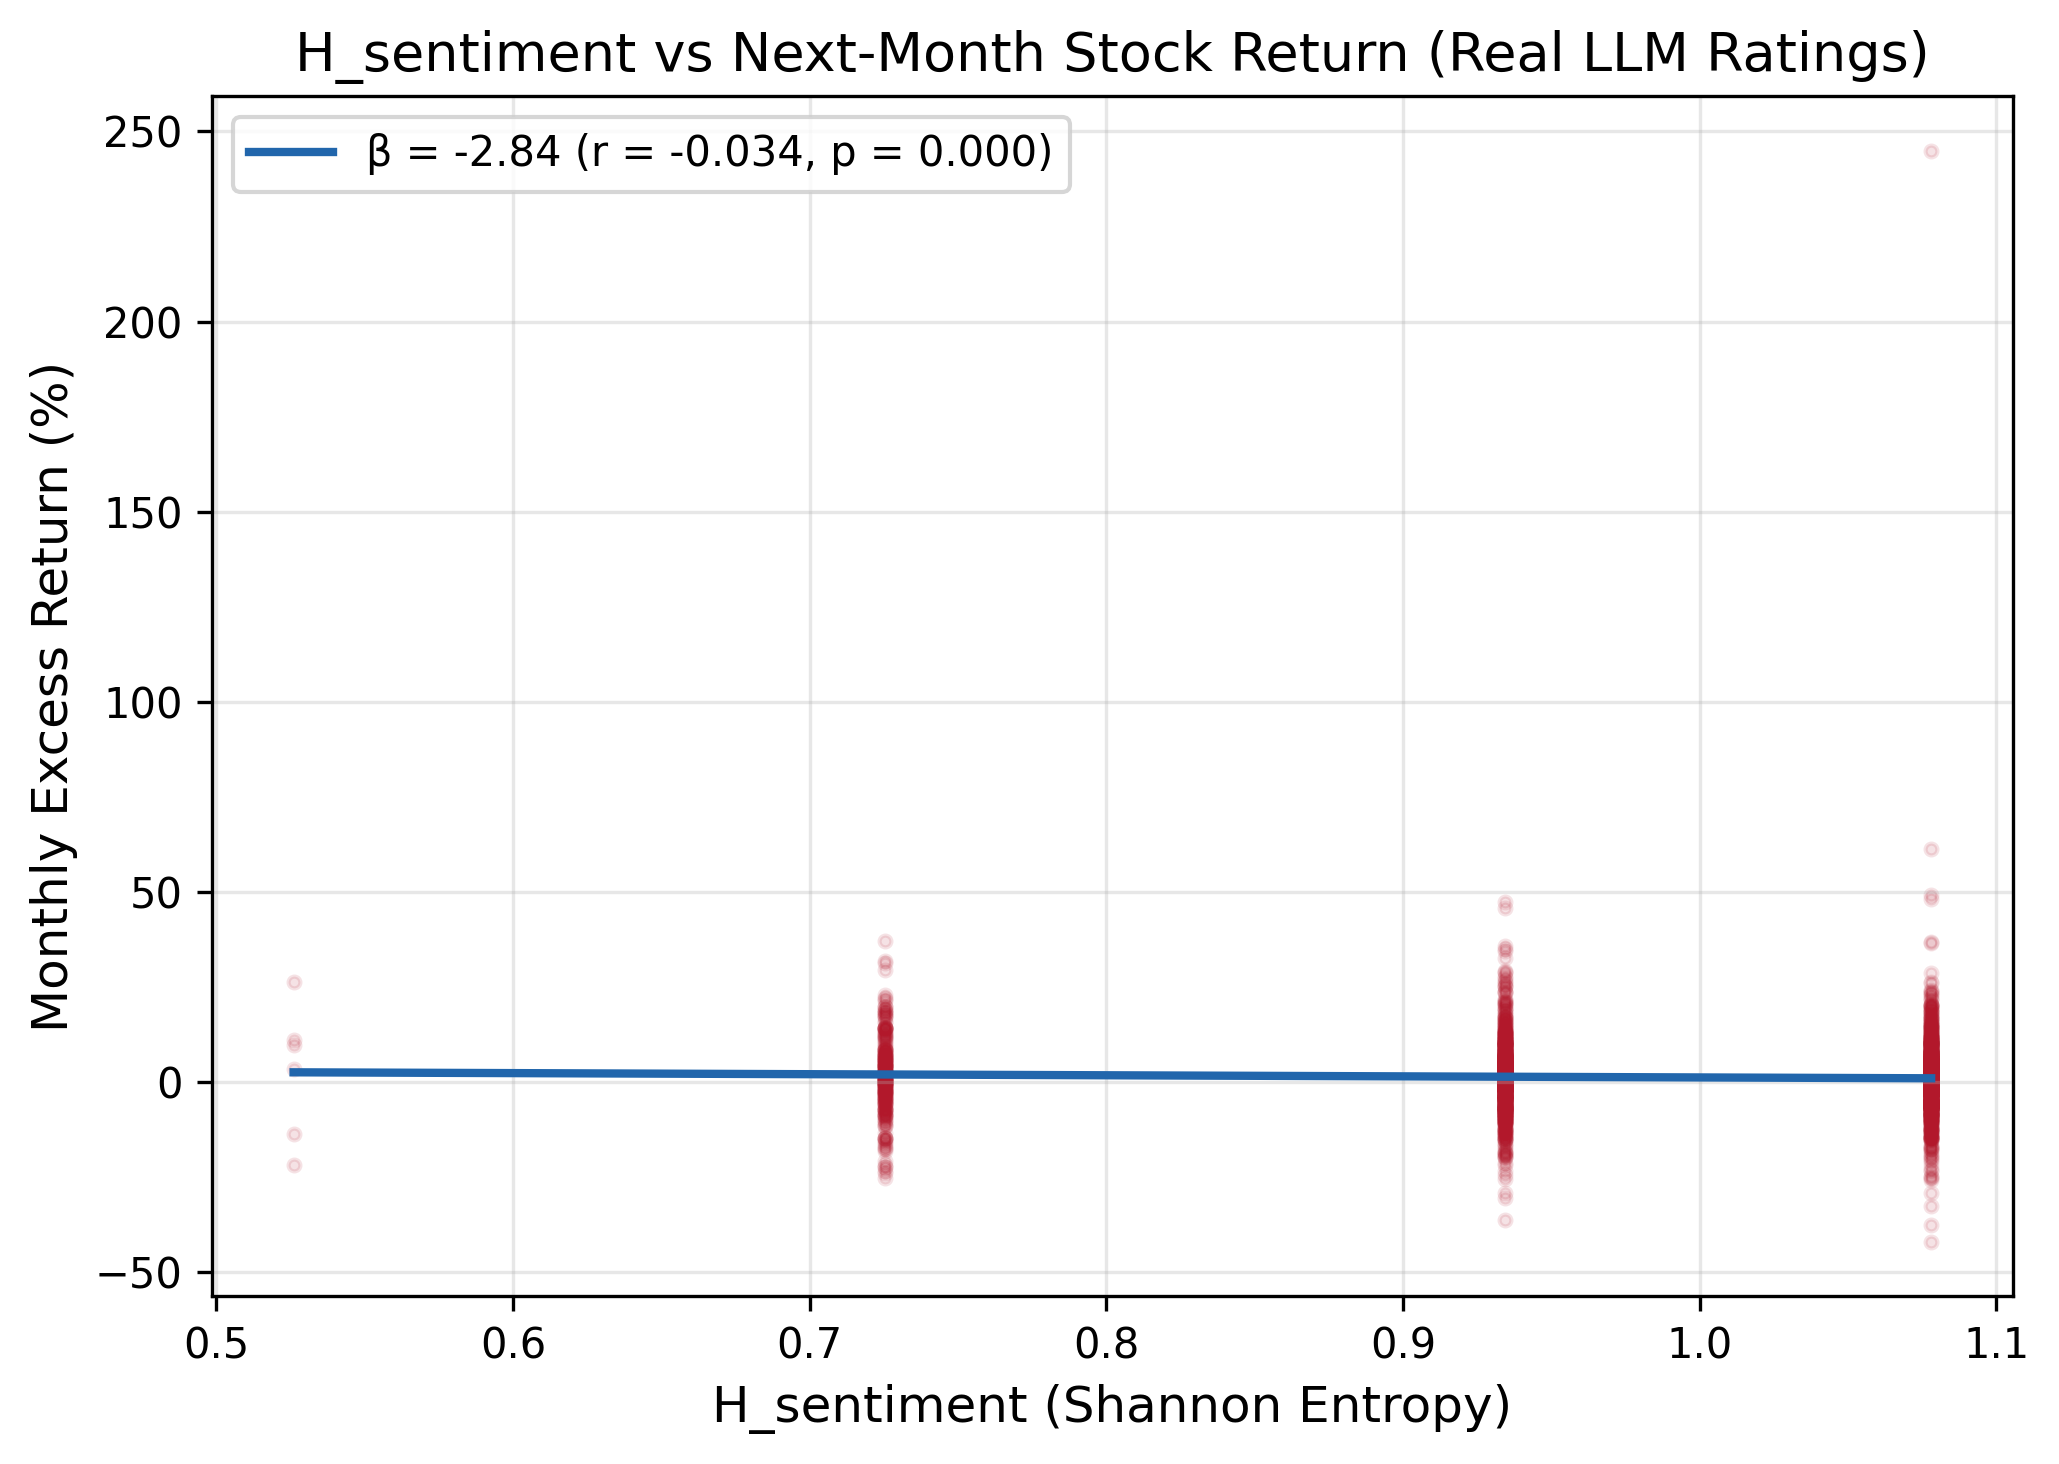 H_sentiment vs Next-Month Stock Return (Real LLM Ratings)
β = -2.84 (r = -0.034, p = 0.000)
Monthly Excess Return (%)
250
200
150
100
50
0
−50
0.5 0.6 0.7 0.8 0.9 1.0 1.1
H_sentiment (Shannon Entropy)